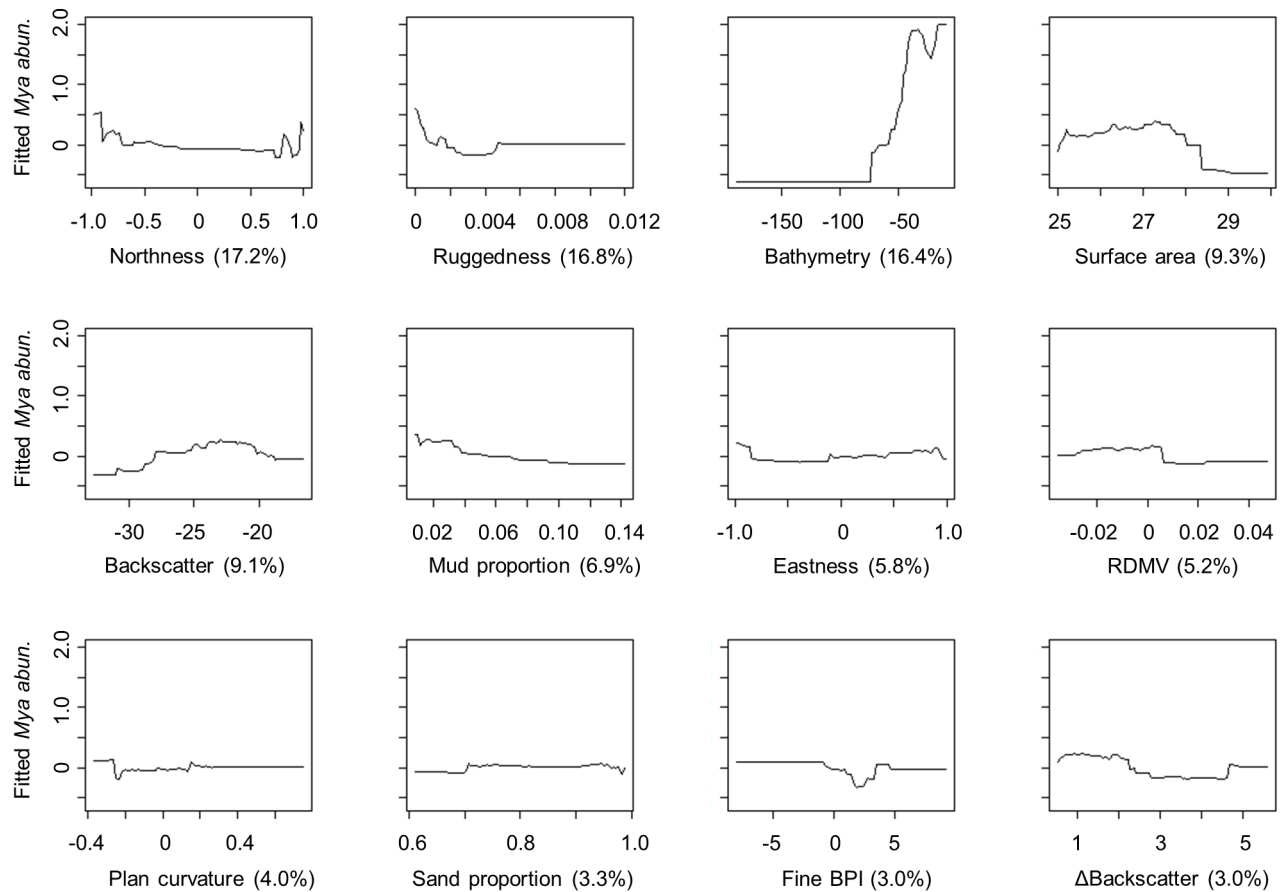 Fitted Mya abun.
2.0
1.0
0
-1.0 -0.5 0 0.5 1.0
Northness (17.2%)
0 0.004 0.008 0.012
Ruggedness (16.8%)
-150 -100 -50
Bathymetry (16.4%)
25 27 29
Surface area (9.3%)
Fitted Mya abun.
2.0
1.0
0
-30 -25 -20
Backscatter (9.1%)
0.02 0.06 0.10 0.14
Mud proportion (6.9%)
-1.0 0 1.0
Eastness (5.8%)
-0.02 0 0.02 0.04
RDMV (5.2%)
Fitted Mya abun.
2.0
1.0
0
-0.4 0 0.4
Plan curvature (4.0%)
0.6 0.8 1.0
Sand proportion (3.3%)
-5 0 5
Fine BPI (3.0%)
1 3 5
ΔBackscatter (3.0%)